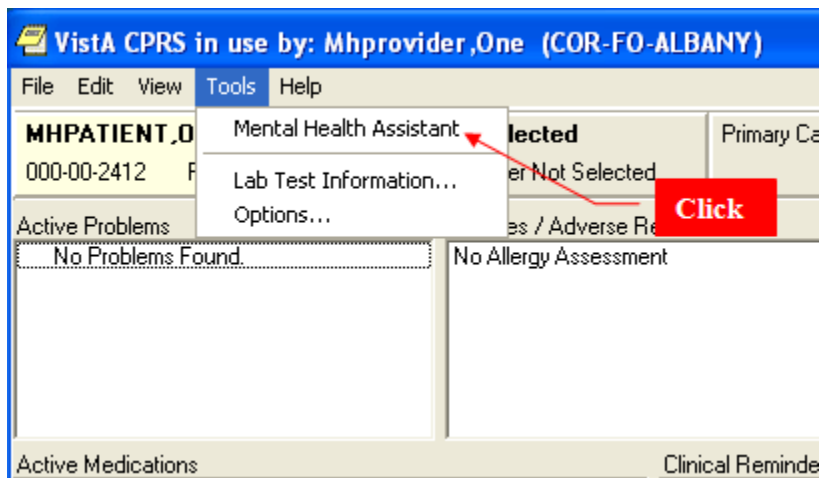 VistA CPRS in use by: Mhprovider,One (COR-FO-ALBANY)
File Edit View Tools Help
MHPATIENT,O
Mental Health Assistant
lected
Primary Ca
000-00-2412 F
Lab Test Information...
er Not Selected
Click
Options...
Active Problems
es / Adverse Re
No Problems Found.
No Allergy Assessment
Active Medications
Clinical Reminde